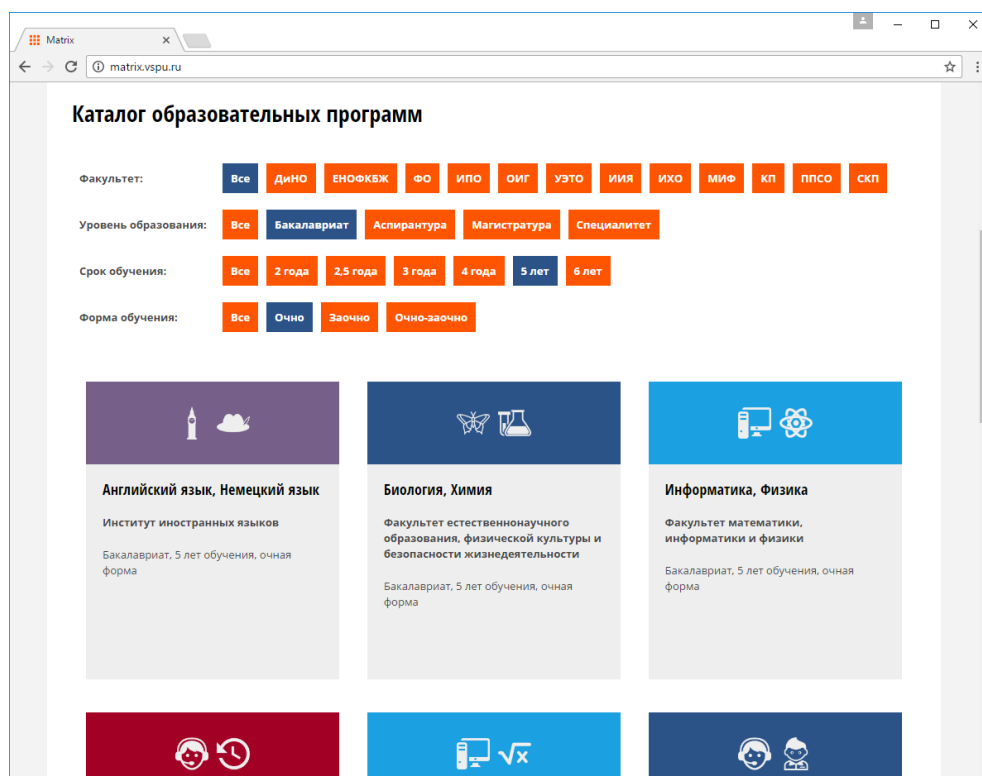 Matrix
matrix.vspu.ru
Каталог образовательных программ
Факультет: Все ДиНО ЕНОФКБЖ ФО ИПО ОИГ УЭТО ИИЯ ИХО МИФ КП ППСО СКП
Уровень образования: Все Бакалавриат Аспирантура Магистратура Специалитет
Срок обучения: Все 2 года 2,5 года 3 года 4 года 5 лет 6 лет
Форма обучения: Все Очно Заочно Очно-заочно
Английский язык, Немецкий язык
Институт иностранных языков
Бакалавриат, 5 лет обучения, очная
форма
Биология, Химия
Факультет естественнонаучного
образования, физической культуры и
безопасности жизнедеятельности
Бакалавриат, 5 лет обучения, очная
форма
Информатика, Физика
Факультет математики,
информатики и физики
Бакалавриат, 5 лет обучения, очная
форма
√x